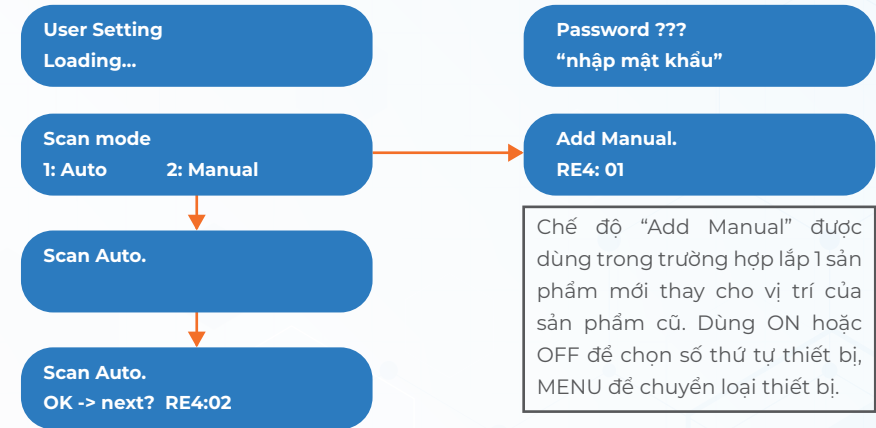 User Setting
Loading...
Password ???
“nhập mật khẩu”
Scan mode
1: Auto 2: Manual
Add Manual.
RE4: 01
Scan Auto.
Scan Auto.
OK -> next? RE4:02
Chế độ “Add Manual” được
dùng trong trường hợp lắp 1 sản
phẩm mới thay cho vị trí của
sản phẩm cũ. Dùng ON hoặc
OFF để chọn số thứ tự thiết bị,
MENU để chuyển loại thiết bị.